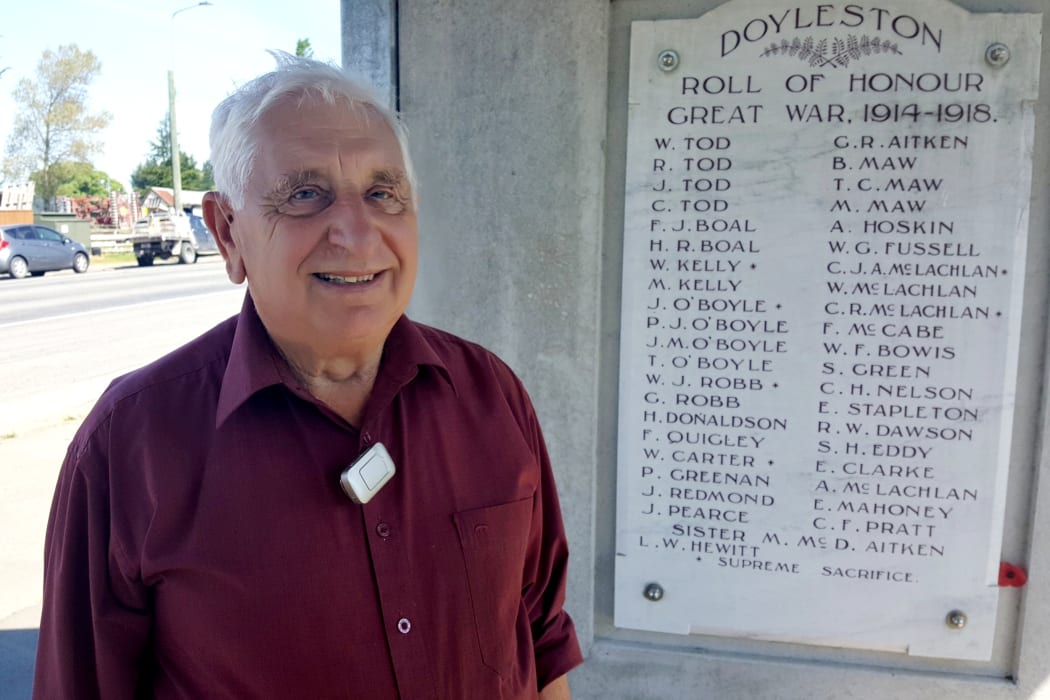 DOYLESTON
ROLL OF HONOUR
GREAT WAR, 1914-1918.
W. TOD
R. TOD
J. TOD
C. TOD
F. J. BOAL
H. R. BOAL
W. KELLY *
M. KELLY
J. O'BOYLE *
P. J. O'BOYLE
J. M. O'BOYLE
T. O'BOYLE
W. J. ROBB *
G. ROBB
H. DONALDSON
F. QUIGLEY
W. CARTER *
P. GREENAN
J. REDMOND
J. PEARCE
G. R. AITKEN
B. MAW
T. C. MAW
M. MAW
A. HOSKIN
W. G. FUSSELL
C. J. A. McLACHLAN *
W. McLACHLAN
C. R. McLACHLAN *
F. McCABE
W. F. BOWIS
S. GREEN
C. H. NELSON
E. STAPLETON
R. W. DAWSON
S. H. EDDY
E. CLARKE
A. McLACHLAN
E. MAHONEY
C. F. PRATT
SISTER M. McD. AITKEN
L. W. HEWITT
* SUPREME SACRIFICE.